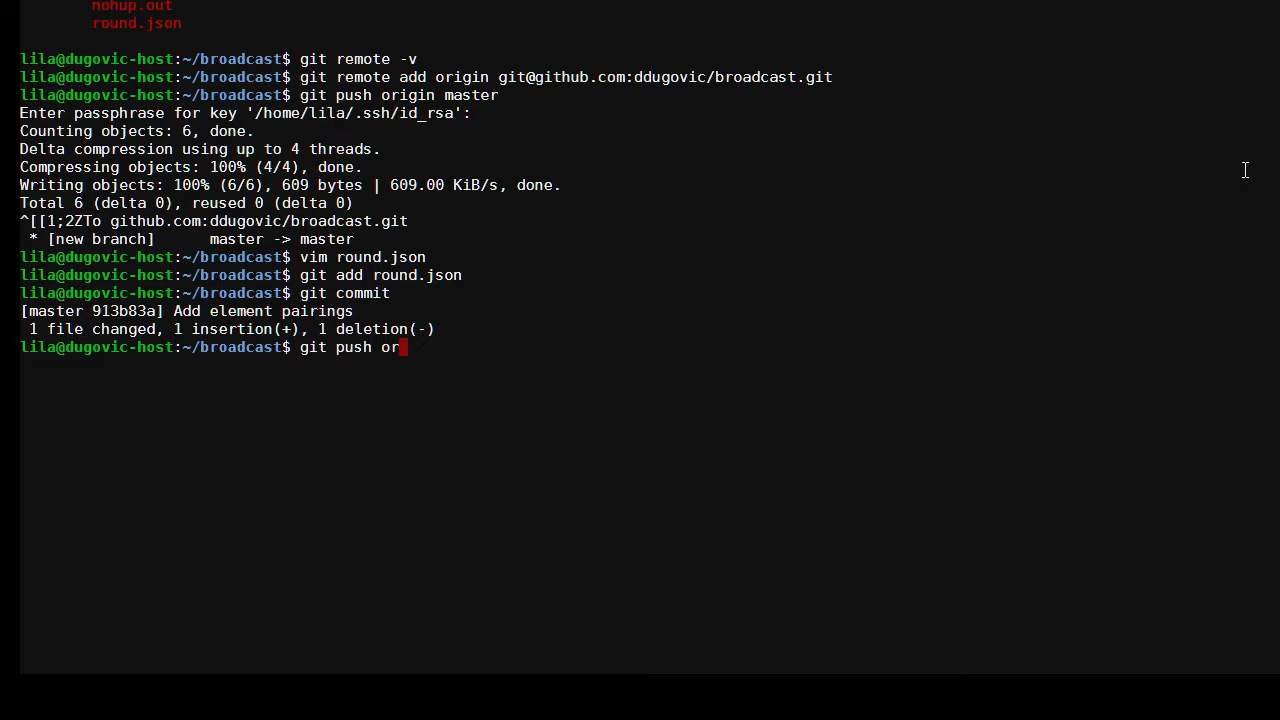 nohup.out
round.json
lila@dugovic-host:~/broadcast$ git remote -v
lila@dugovic-host:~/broadcast$ git remote add origin git@github.com:ddugovic/broadcast.git
lila@dugovic-host:~/broadcast$ git push origin master
Enter passphrase for key '/home/lila/.ssh/id_rsa':
Counting objects: 6, done.
Delta compression using up to 4 threads.
Compressing objects: 100% (4/4), done.
Writing objects: 100% (6/6), 609 bytes | 609.00 KiB/s, done.
Total 6 (delta 0), reused 0 (delta 0)
^[[1;2ZTo github.com:ddugovic/broadcast.git
 * [new branch]      master -> master
lila@dugovic-host:~/broadcast$ vim round.json
lila@dugovic-host:~/broadcast$ git add round.json
lila@dugovic-host:~/broadcast$ git commit
[master 913b83a] Add element pairings
 1 file changed, 1 insertion(+), 1 deletion(-)
lila@dugovic-host:~/broadcast$ git push or